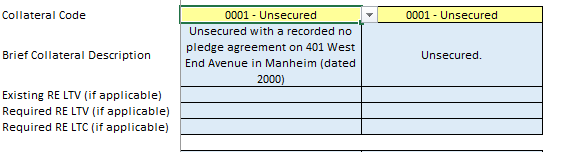 Collateral Code 0001 - Unsecured 0001 - Unsecured
Unsecured with a recorded no
pledge agreement on 401 West
Brief Collateral Description End Avenue in Manheim (dated Unsecured.
2000)
Existing RE LTV (if applicable)
Required RE LTV (if applicable)
Required RE LTC (if applicable)